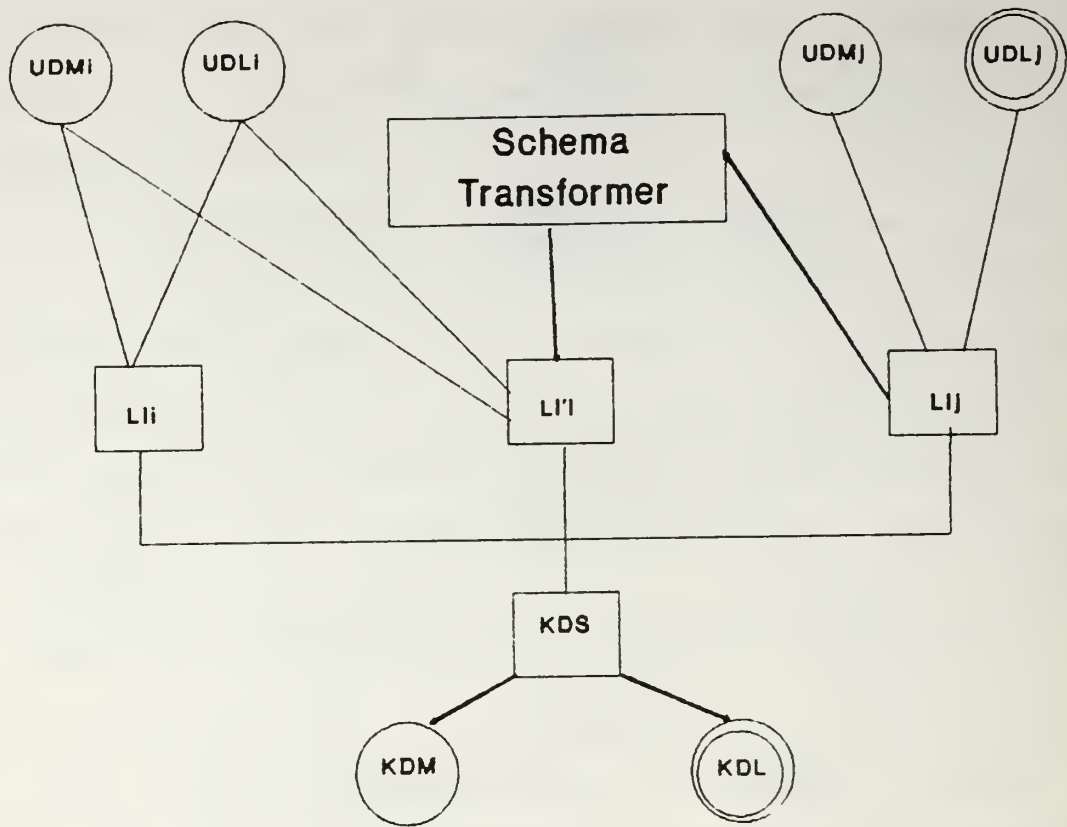 UDMi
UDLi
UDMj
UDLj
Schema
Transformer
LIi
LI'i
LIj
KDS
KDM
KDL